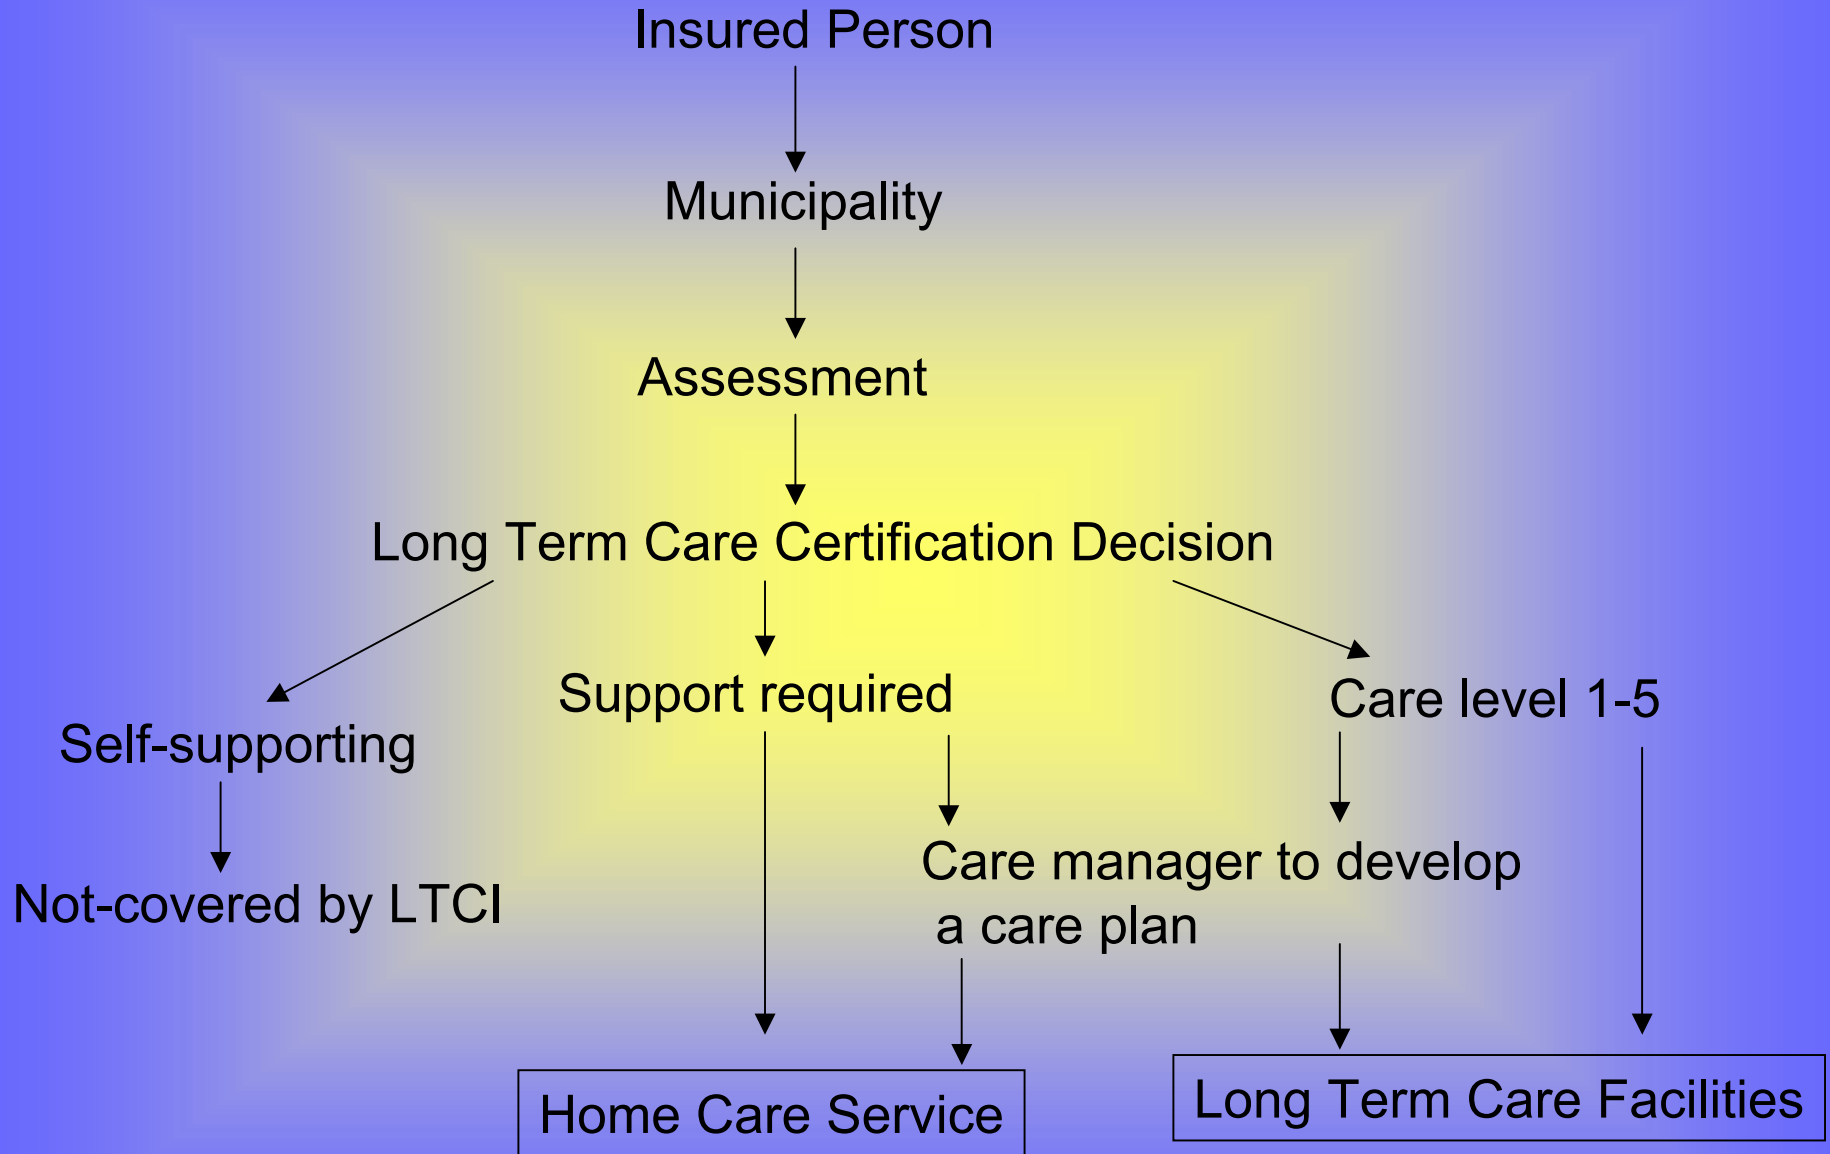 Insured Person
Municipality
Assessment
Long Term Care Certification Decision
Support required
Care level 1-5
Self-supporting
Care manager to develop
a care plan
Not-covered by LTCI
Home Care Service
Long Term Care Facilities